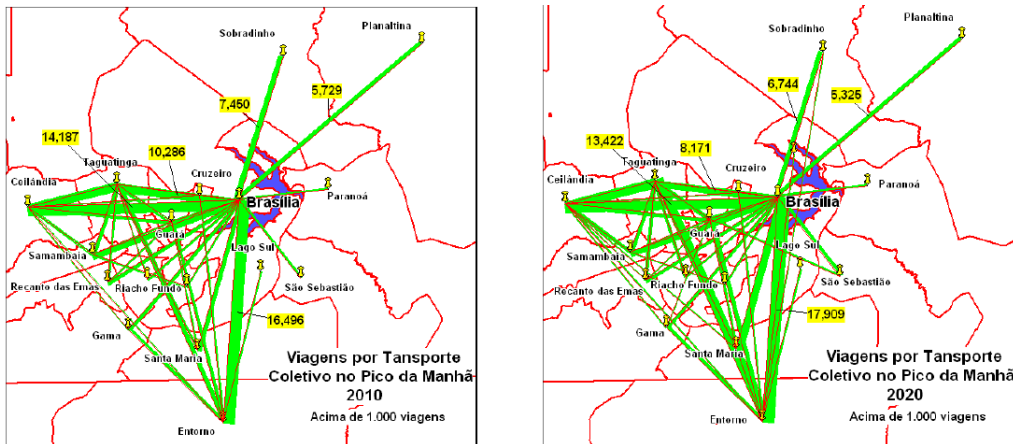 Planaltina
Sobradinho
5,729
7,450
14,187
10,286
Taguatinga
Cruzeiro
Ceilándia
Paranoá
Brasília
Guará
Lago Sul
Samambaia
Recanto das Emas
Riacho Fundo
São Sebastião
16,496
Gama
Santa Maria
Viagens por Tansporte
Coletivo no Pico da Manhã
2010
Acima de 1.000 viagens
Entorno
Planaltina
Sobradinho
6,744
5,325
13,422
8,171
Taguatinga
Cruzeiro
Ceilándia
Paranoá
Brasília
Guará
Lago Sul
Samambaia
Recanto das Emas
Riacho Fundo
São Sebastião
17,909
Gama
Santa Maria
Viagens por Tansporte
Coletivo no Pico da Manhã
2020
Acima de 1.000 viagens
Entorno